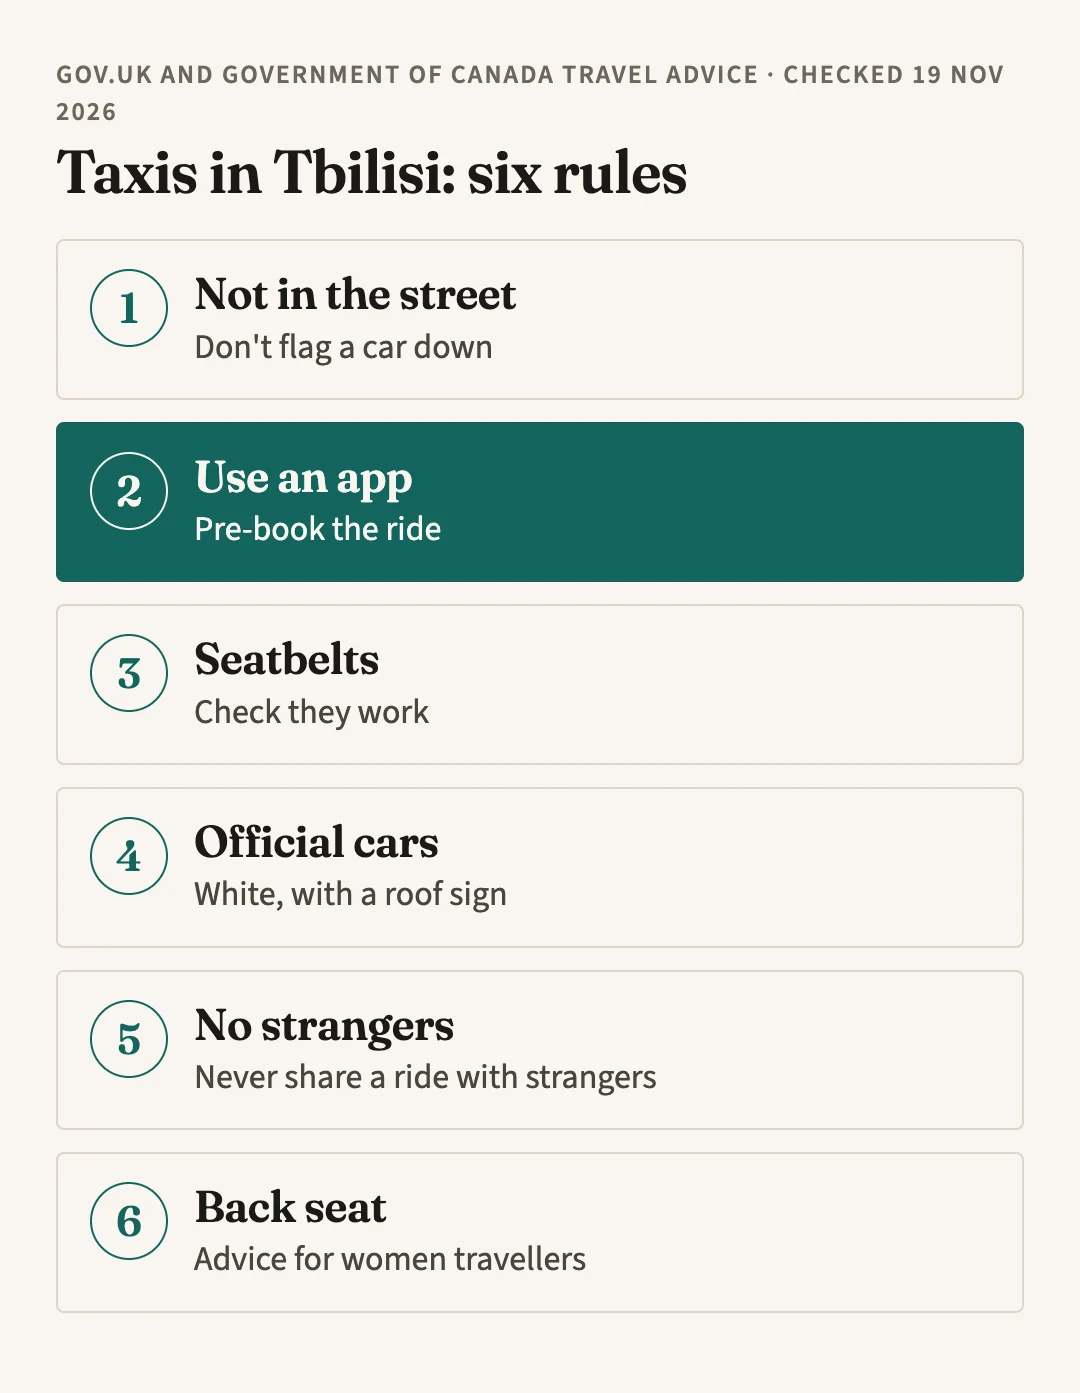 GOV.UK AND GOVERNMENT OF CANADA TRAVEL ADVICE · CHECKED 19 NOV
2026
Taxis in Tbilisi: six rules
1
Not in the street
Don't flag a car down
2
Use an app
Pre-book the ride
3
Seatbelts
Check they work
4
Official cars
White, with a roof sign
5
No strangers
Never share a ride with strangers
6
Back seat
Advice for women travellers